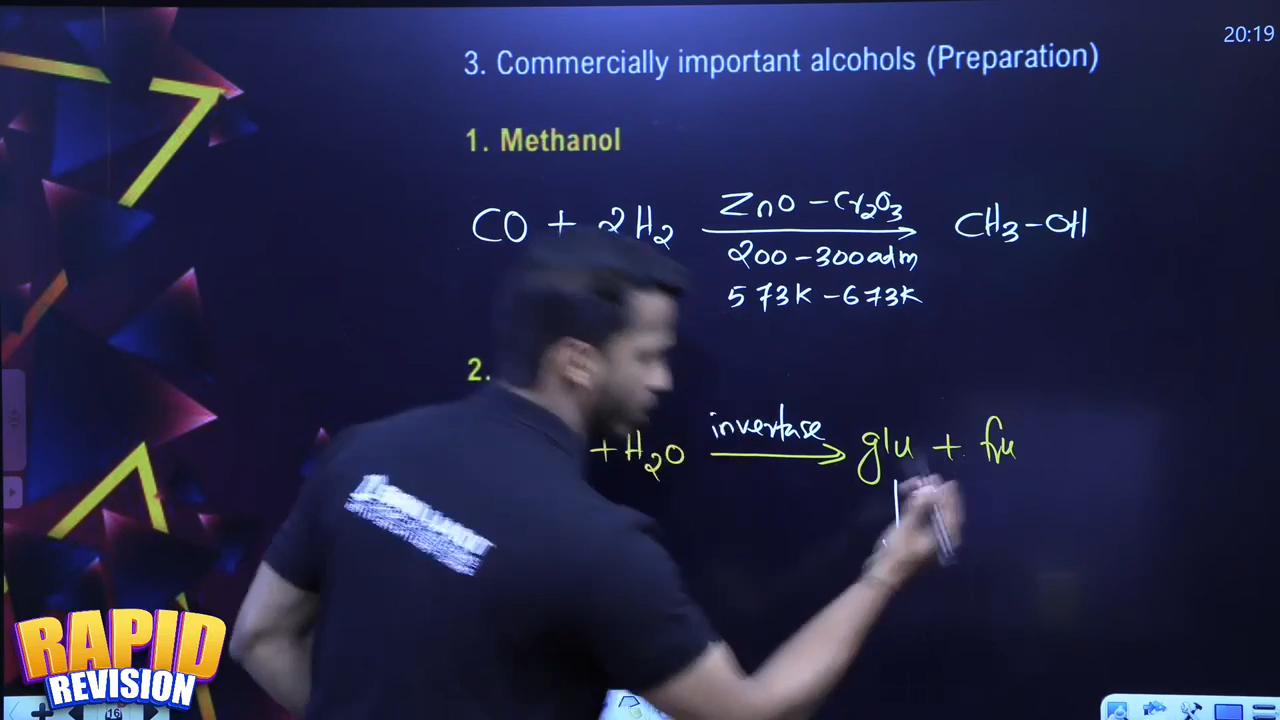 20:19
3. Commercially important alcohols (Preparation)
1. Methanol
CO + 2H₂ ZnO - Cr₂O₃ → CH₃-OH
200 - 300 atm
573K - 673K
2.
+ H₂O invertase → glu + fru
RAPID
REVISION
16